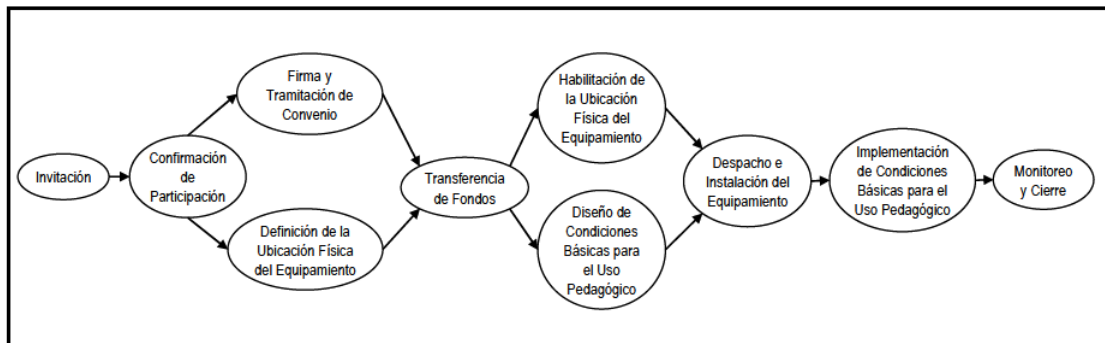 Invitación
Confirmación
de
Participación
Firma y
Tramitación de
Convenio
Definición de la
Ubicación Física
del Equipamiento
Transferencia
de Fondos
Habilitación de
la Ubicación
Física del
Equipamiento
Diseño de
Condiciones
Básicas para
el Uso
Pedagógico
Despacho e
Instalación del
Equipamiento
Implementación
de Condiciones
Básicas para el
Uso Pedagógico
Monitoreo
y Cierre